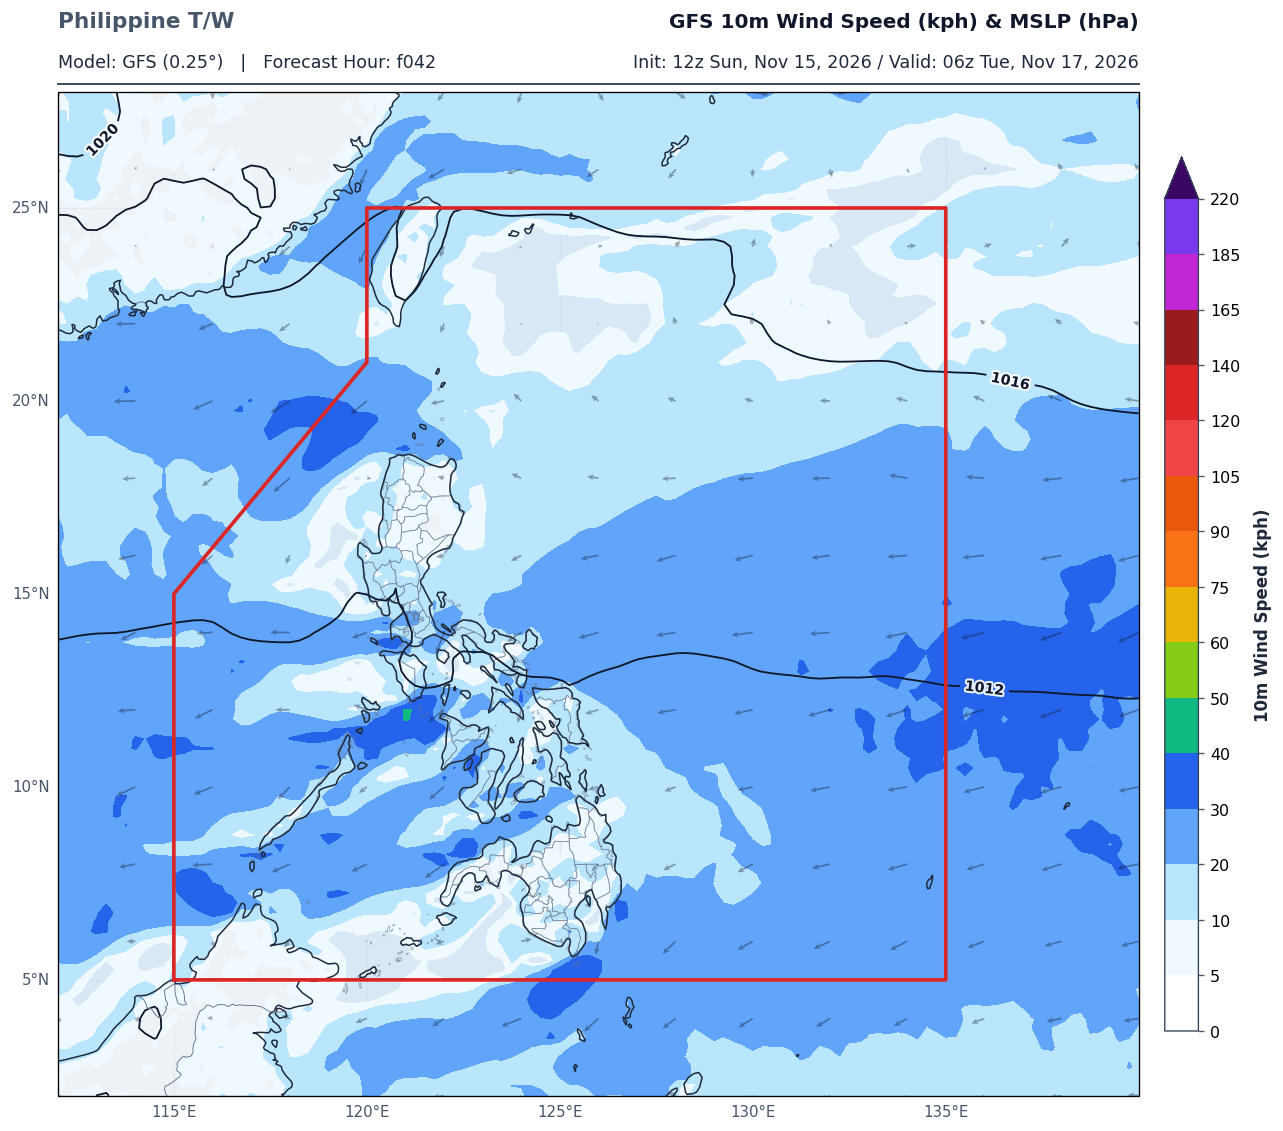 Philippine T/W
GFS 10m Wind Speed (kph) & MSLP (hPa)
Model: GFS (0.25°)   |   Forecast Hour: f042
Init: 12z Sun, Nov 15, 2026 / Valid: 06z Tue, Nov 17, 2026
1020
1016
1012
25°N
20°N
15°N
10°N
5°N
115°E
120°E
125°E
130°E
135°E
220
185
165
140
120
105
90
75
60
50
40
30
20
10
5
0
10m Wind Speed (kph)